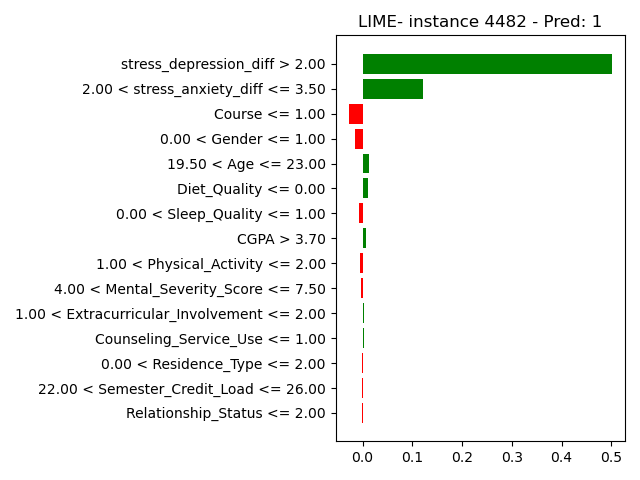 LIME- instance 4482 - Pred: 1
stress_depression_diff > 2.00
2.00 < stress_anxiety_diff <= 3.50
Course <= 1.00
0.00 < Gender <= 1.00
19.50 < Age <= 23.00
Diet_Quality <= 0.00
0.00 < Sleep_Quality <= 1.00
CGPA > 3.70
1.00 < Physical_Activity <= 2.00
4.00 < Mental_Severity_Score <= 7.50
1.00 < Extracurricular_Involvement <= 2.00
Counseling_Service_Use <= 1.00
0.00 < Residence_Type <= 2.00
22.00 < Semester_Credit_Load <= 26.00
Relationship_Status <= 2.00
0.0 0.1 0.2 0.3 0.4 0.5